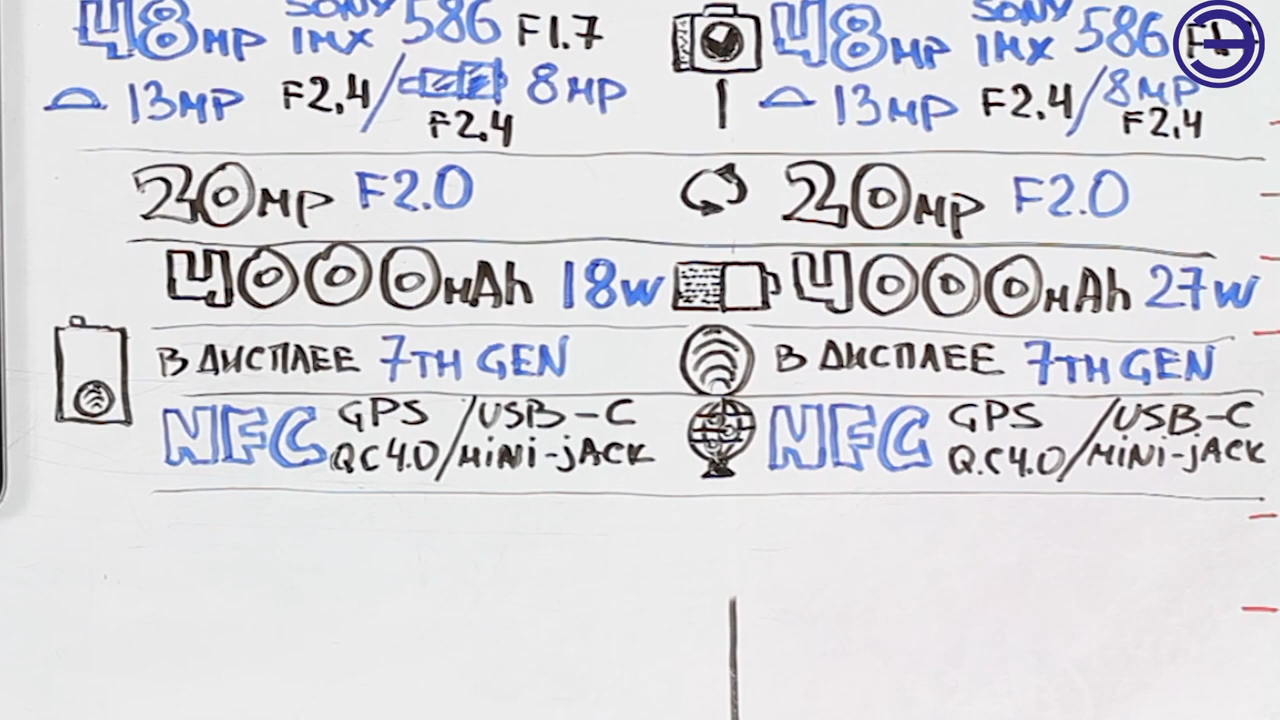 48MP SONY IMX 586 F1.7 48MP SONY IMX 586
13MP F2.4/ 8MP F2.4 13MP F2.4/8MP F2.4
20MP F2.0 20MP F2.0
4000мAh 18W 4000мAh 27W
В ДИСПЛЕЕ 7TH GEN В ДИСПЛЕЕ 7TH GEN
NFC GPS QC4.0/USB-C MiNi-jACK NFC GPS Q.C4.0/USB-C MiNi-jACK